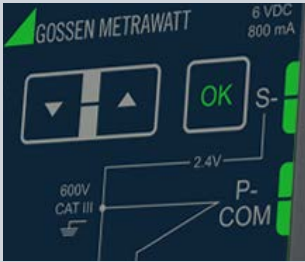 GOSSEN METRAWATT
6 VDC
800 mA
OK
S-
2.4V
600V
CAT III
P-
COM